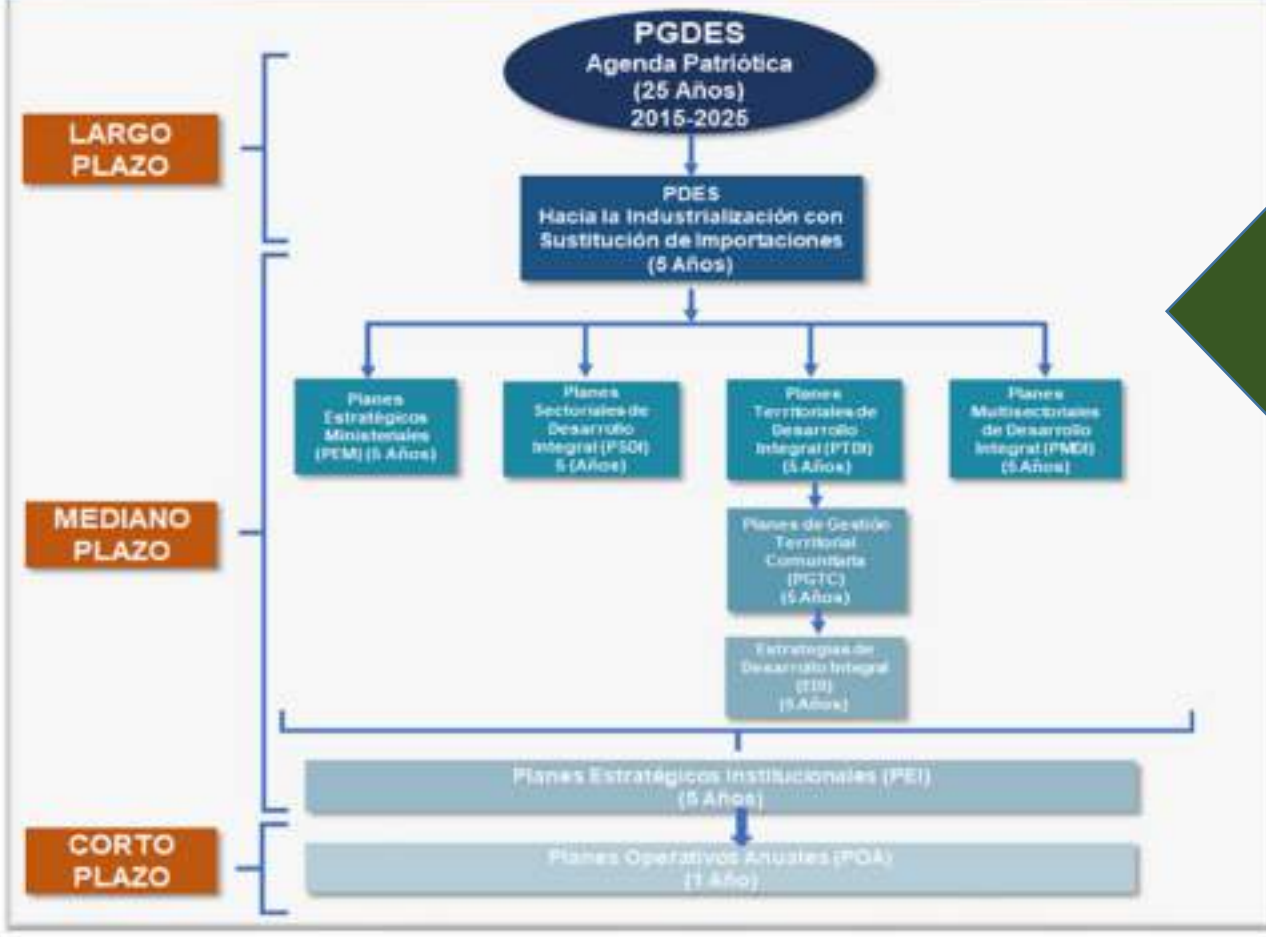 PGDES
Agenda Patriótica
(25 Años)
2015-2025
LARGO
PLAZO
PDES
Hacia la Industrialización con
Sustitución de Importaciones
(5 Años)
Planes
Estratégicos
Ministeriales
(PEM) (5 Años)
Planes
Sectoriales de
Desarrollo
Integral (PSDI)
5 (Años)
Planes
Territoriales de
Desarrollo
Integral (PTDI)
(5 Años)
Planes
Multisectoriales
de Desarrollo
Integral (PMDI)
(5 Años)
MEDIANO
PLAZO
Planes de Gestión
Territorial
Comunitaria
(PGTC)
(5 Años)
Estrategias de
Desarrollo Integral
(EDI)
(5 Años)
Planes Estratégicos Institucionales (PEI)
(5 Años)
CORTO
PLAZO
Planes Operativos Anuales (POA)
(1 Año)